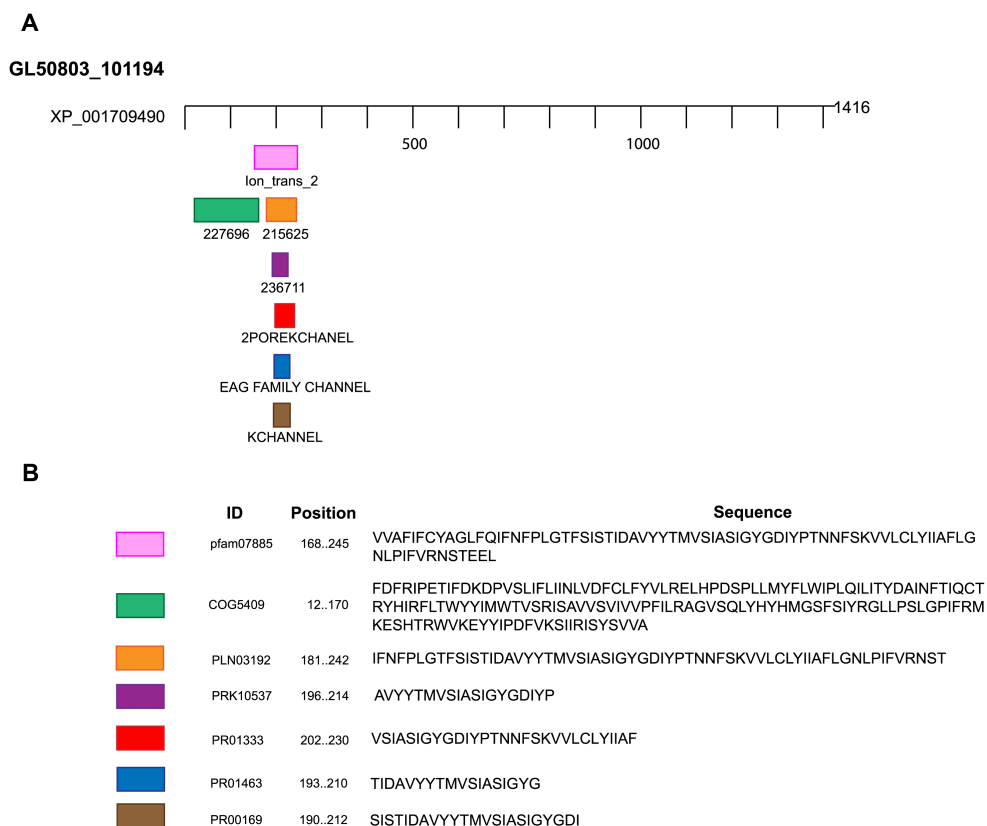 A
GL50803_101194
XP_001709490
1416
500 1000
Ion_trans_2
227696 215625
236711
2POREKCHANEL
EAG FAMILY CHANNEL
KCHANNEL
B
ID Position Sequence
pfam07885 168..245 VVAFIFCYAGLFQIFNFPLGTFSISTIDAVYYTMVSIASIGYGDIYPTNNFSKVVLCLYIIAFLG
NLPIFVRNSTEEL
COG5409 12..170 FDFRIPETIFDKDPVSLIFLIINLVDFCLFYVLRELHPDSPLLMYFLWIPLQILITYDAINFTIQCT
RYHIRFLTWYYIMWTVSRISAVVSVIVVPFILRAGVSQLYHYHMGSFSIYRGLLPSLGPIFRM
KESHTRWVKEYYIPDFVKSIIRISYSVVA
PLN03192 181..242 IFNFPLGTFSISTIDAVYYTMVSIASIGYGDIYPTNNFSKVVLCLYIIAFLGNLPIFVRNST
PRK10537 196..214 AVYYTMVSIASIGYGDIYP
PR01333 202..230 VSIASIGYGDIYPTNNFSKVVLCLYIIAF
PR01463 193..210 TIDAVYYTMVSIASIGYG
PR00169 190..212 SISTIDAVYYTMVSIASIGYGDI